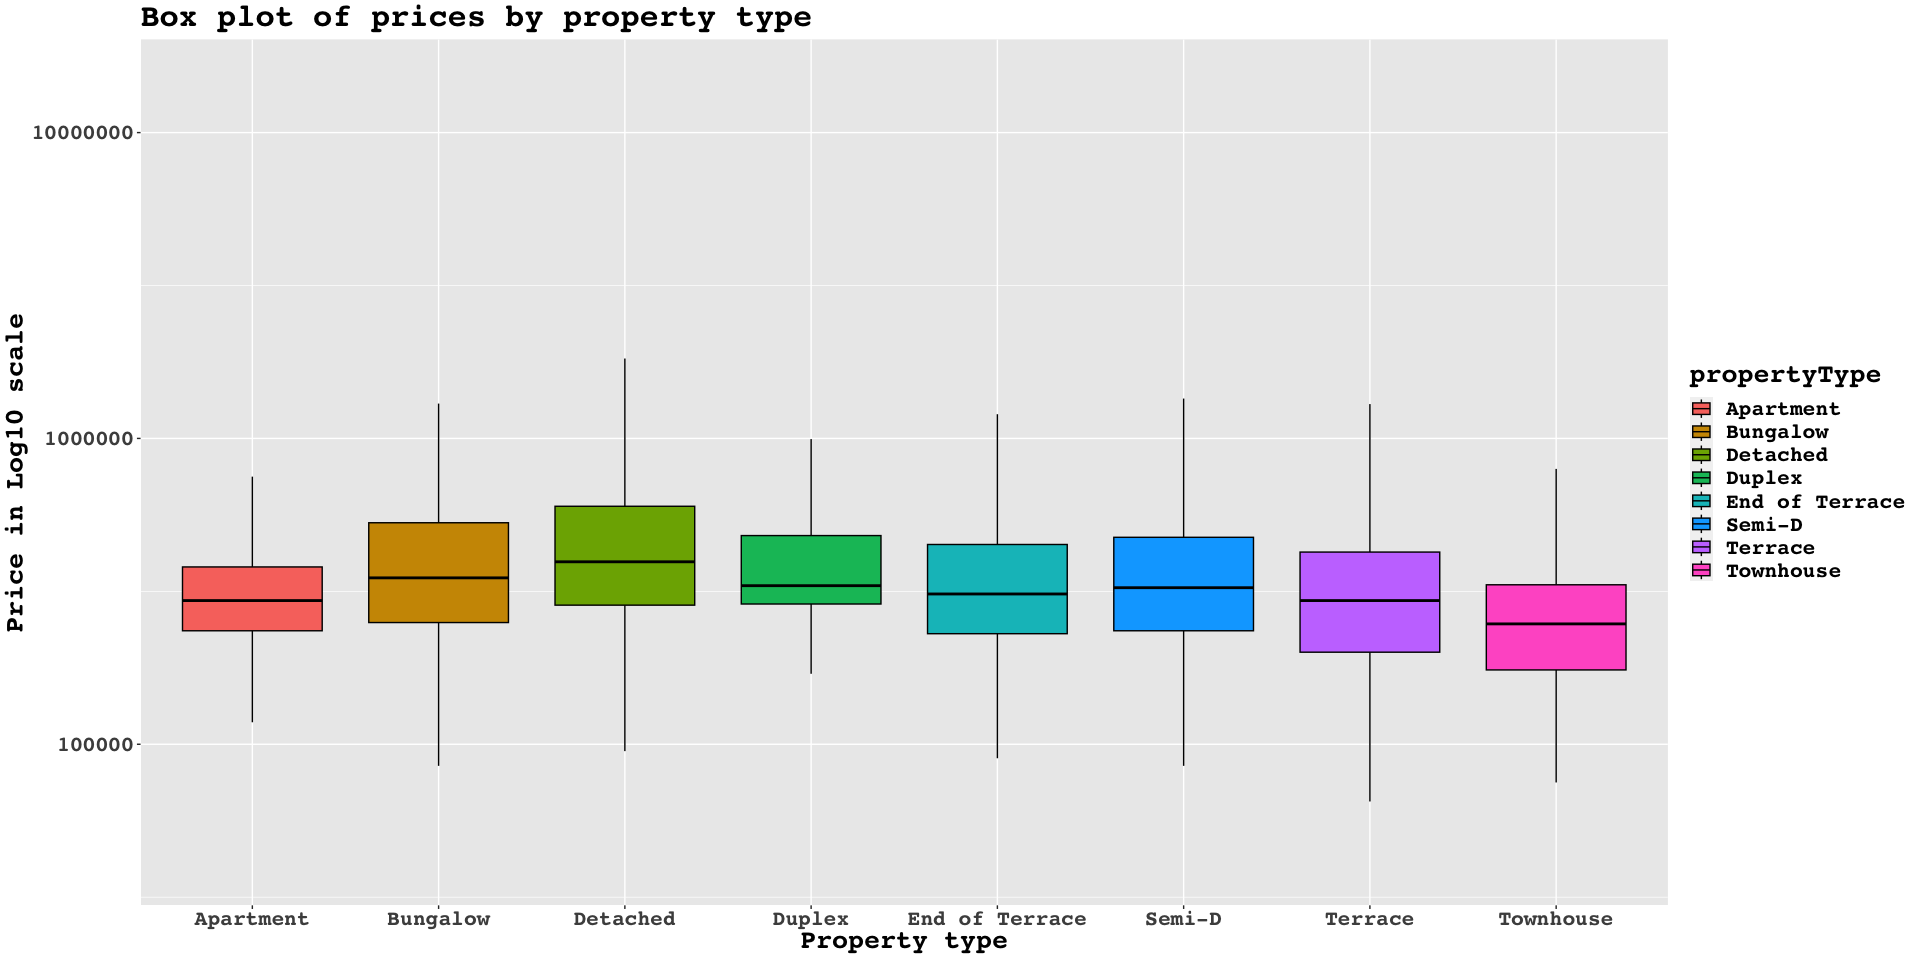 Box plot of prices by property type
Price in Log10 scale
10000000
1000000
100000
Apartment Bungalow Detached Duplex End of Terrace Semi-D Terrace Townhouse
Property type
propertyType
Apartment
Bungalow
Detached
Duplex
End of Terrace
Semi-D
Terrace
Townhouse